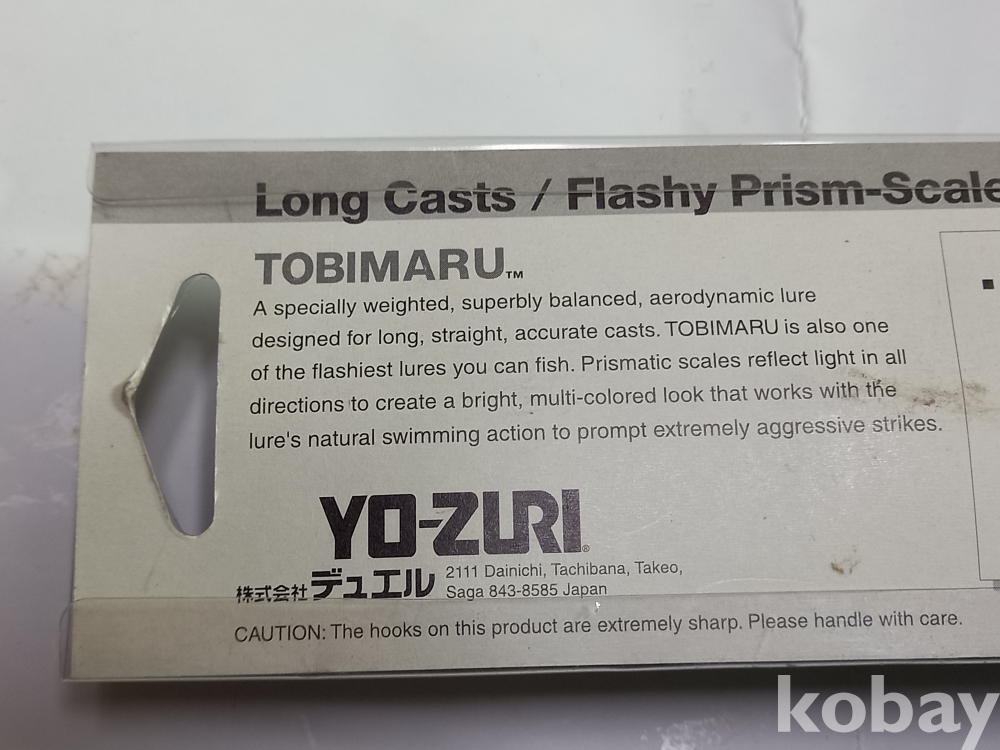 Long Casts / Flashy Prism-Scale
TOBIMARU™
A specially weighted, superbly balanced, aerodynamic lure
designed for long, straight, accurate casts. TOBIMARU is also one
of the flashiest lures you can fish. Prismatic scales reflect light in all
directions to create a bright, multi-colored look that works with the
lure's natural swimming action to prompt extremely aggressive strikes.
YO-ZURI®
株式会社デュエル
2111 Dainichi, Tachibana, Takeo,
Saga 843-8585 Japan
CAUTION: The hooks on this product are extremely sharp. Please handle with care.
kobay